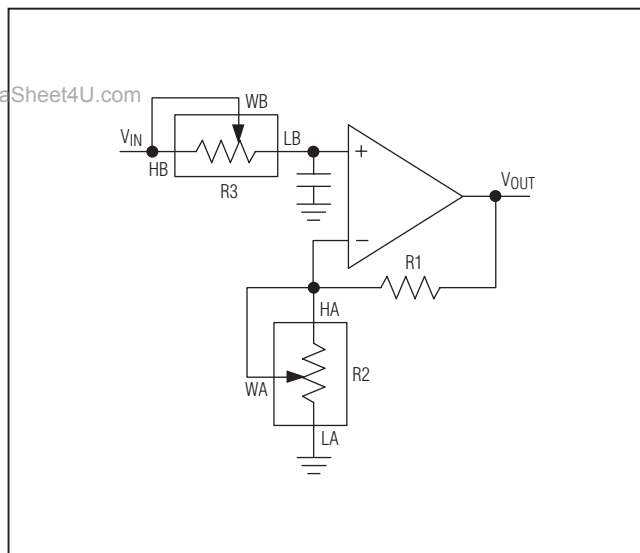 aSheet4U.com
WB
VIN
LB
HB
R3
+
VOUT
−
R1
HA
R2
WA
LA